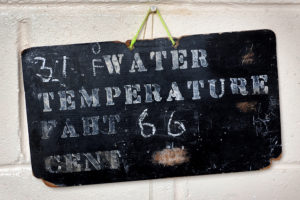 31 °F WATER
TEMPERATURE
FAHT 66
CENT